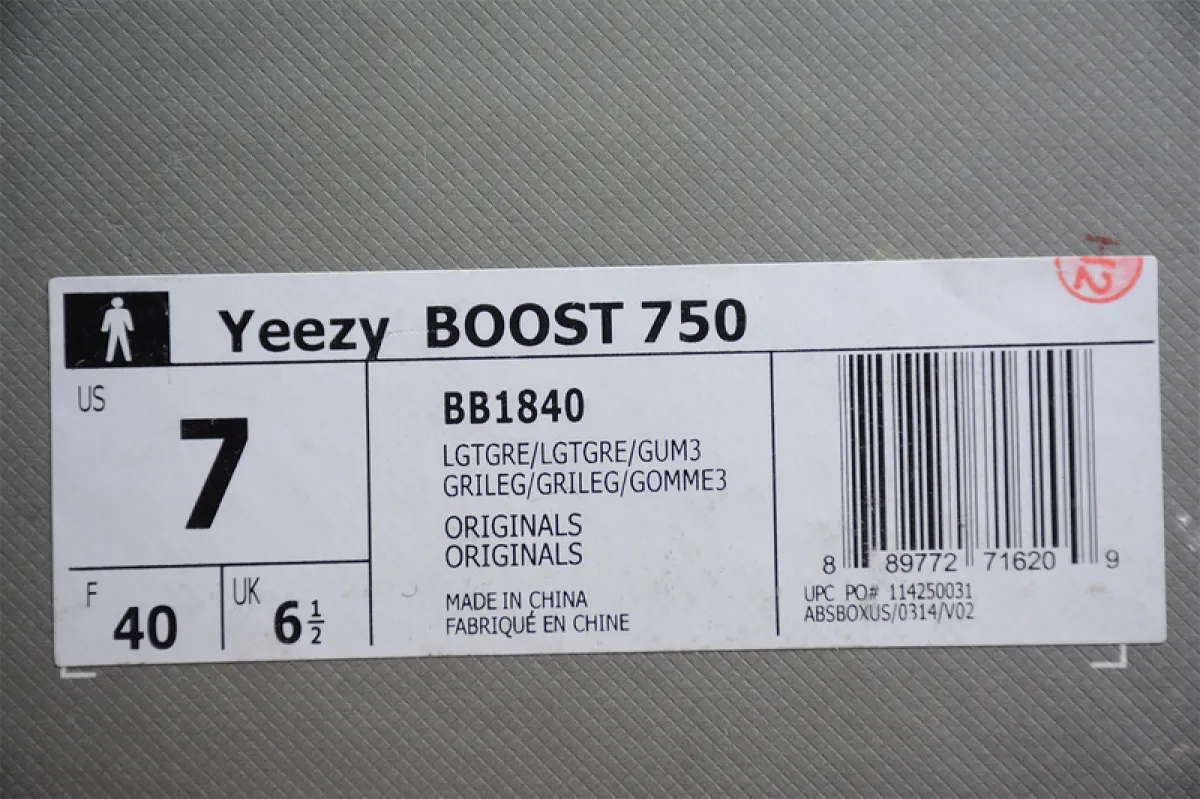 Yeezy BOOST 750
H2
US
7
F
40
UK
6 1/2
BB1840
LGTGRE/LGTGRE/GUM3
GRILEG/GRILEG/GOMME3
ORIGINALS
ORIGINALS
MADE IN CHINA
FABRIQUÉ EN CHINE
8 89772 71620 9
UPC PO# 114250031
ABSBOXUS/0314/V02